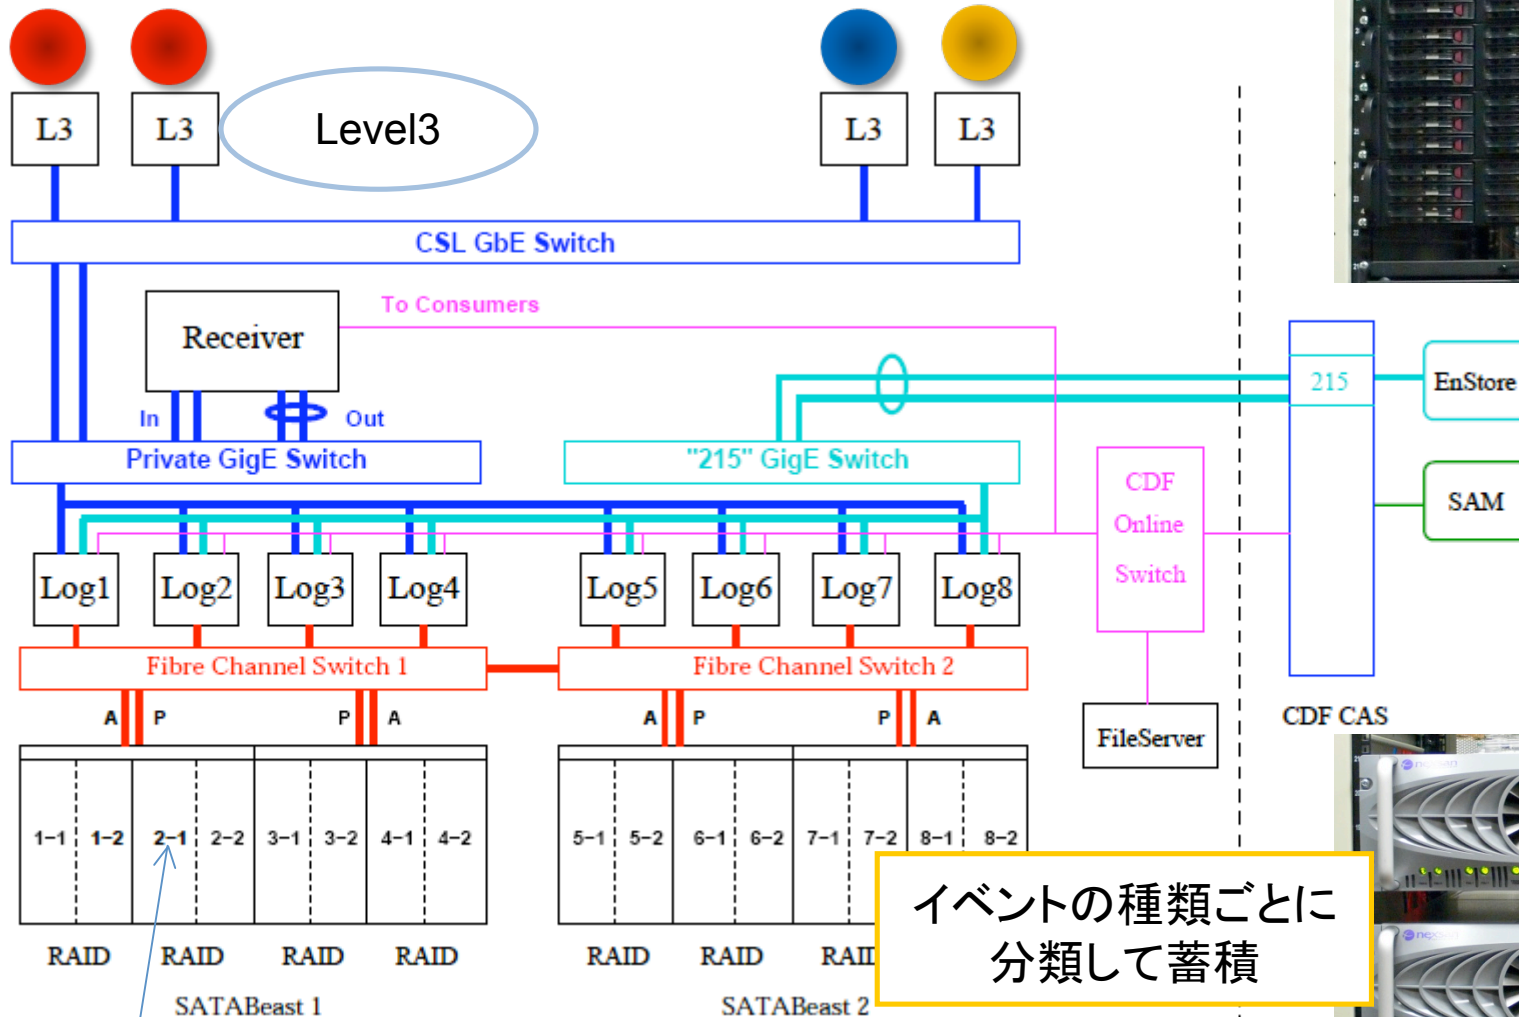 L3
L3
Level3
L3
L3
CSL GbE Switch
To Consumers
Receiver
In
Out
215
EnStore
Private GigE Switch
"215" GigE Switch
CDF
Online
Switch
SAM
Log1
Log2
Log3
Log4
Log5
Log6
Log7
Log8
Fibre Channel Switch 1
Fibre Channel Switch 2
A
P
P
A
A
P
P
A
FileServer
CDF CAS
1-1
1-2
2-1
2-2
3-1
3-2
4-1
4-2
5-1
5-2
6-1
6-2
7-1
7-2
8-1
8-2
イベントの種類ごとに
分類して蓄積
RAID
RAID
RAID
RAID
RAID
RAID
RAI
SATABeast 1
SATABeast 2